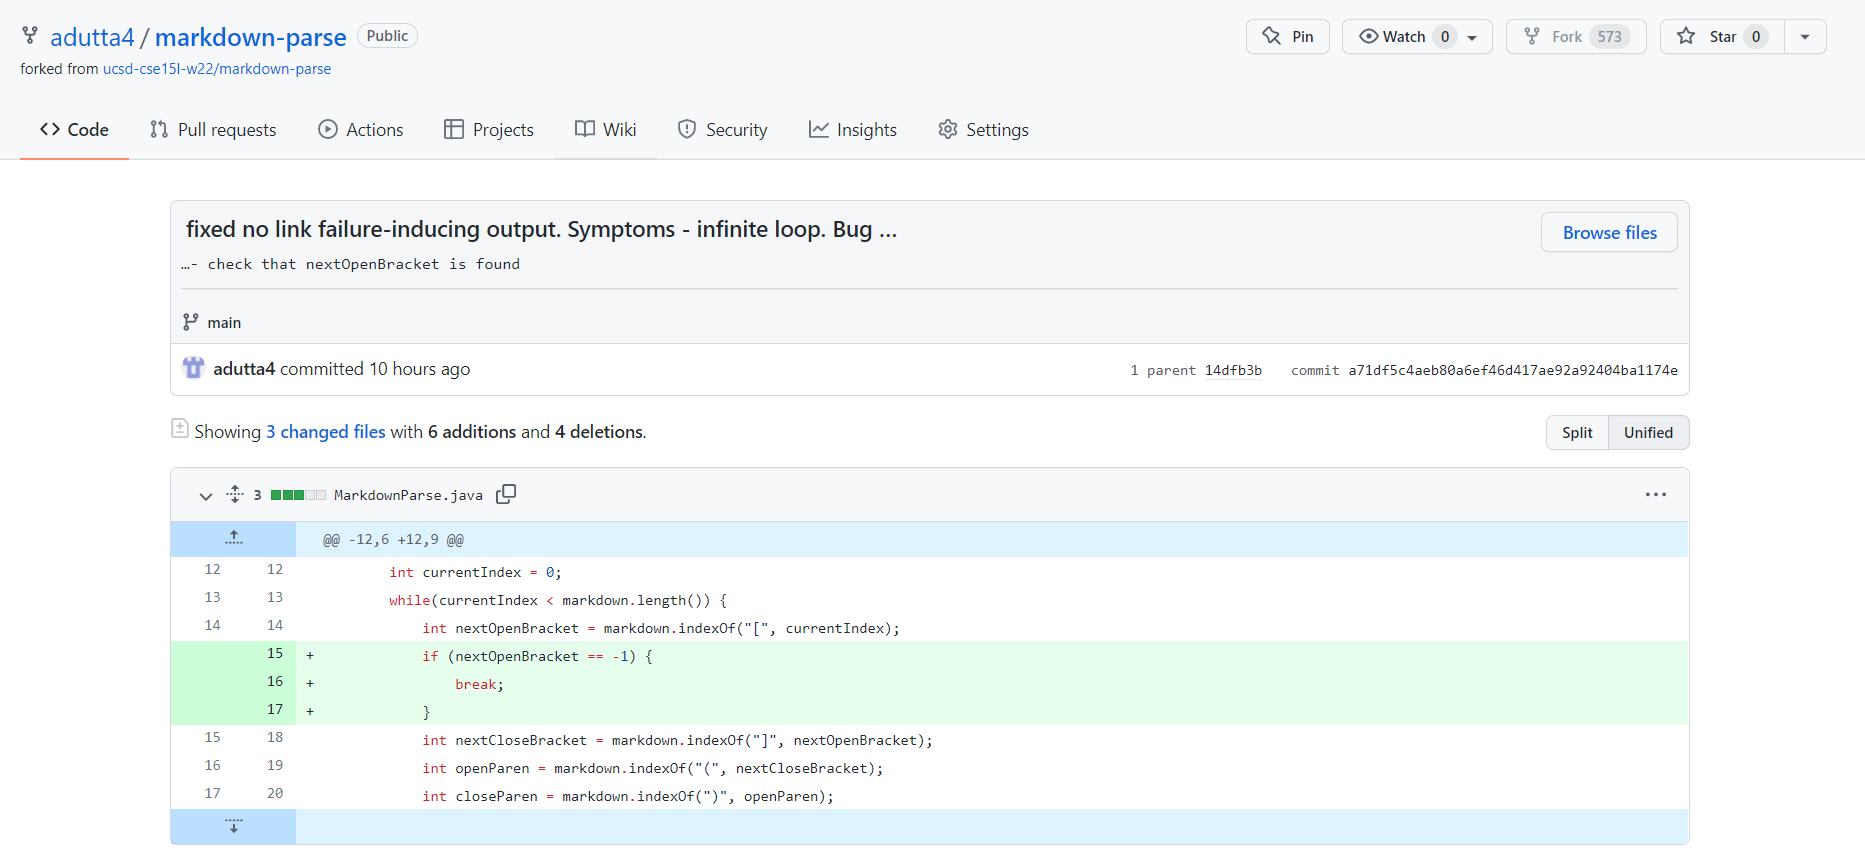 adutta4 / markdown-parse Public Pin Watch 0 Fork 573 Star 0
forked from ucsd-cse15l-w22/markdown-parse
Code Pull requests Actions Projects Wiki Security Insights Settings
fixed no link failure-inducing output. Symptoms - infinite loop. Bug ...
Browse files
…- check that nextOpenBracket is found
main
adutta4 committed 10 hours ago 1 parent 14dfb3b commit a71df5c4aeb80a6ef46d417ae92a92404ba1174e
Showing 3 changed files with 6 additions and 4 deletions. Split Unified
3 MarkdownParse.java
@@ -12,6 +12,9 @@
12 12 int currentIndex = 0;
13 13 while(currentIndex < markdown.length()) {
14 14 int nextOpenBracket = markdown.indexOf("[", currentIndex);
15 + if (nextOpenBracket == -1) {
16 + break;
17 + }
15 18 int nextCloseBracket = markdown.indexOf("]", nextOpenBracket);
16 19 int openParen = markdown.indexOf("(", nextCloseBracket);
17 20 int closeParen = markdown.indexOf(")", openParen);